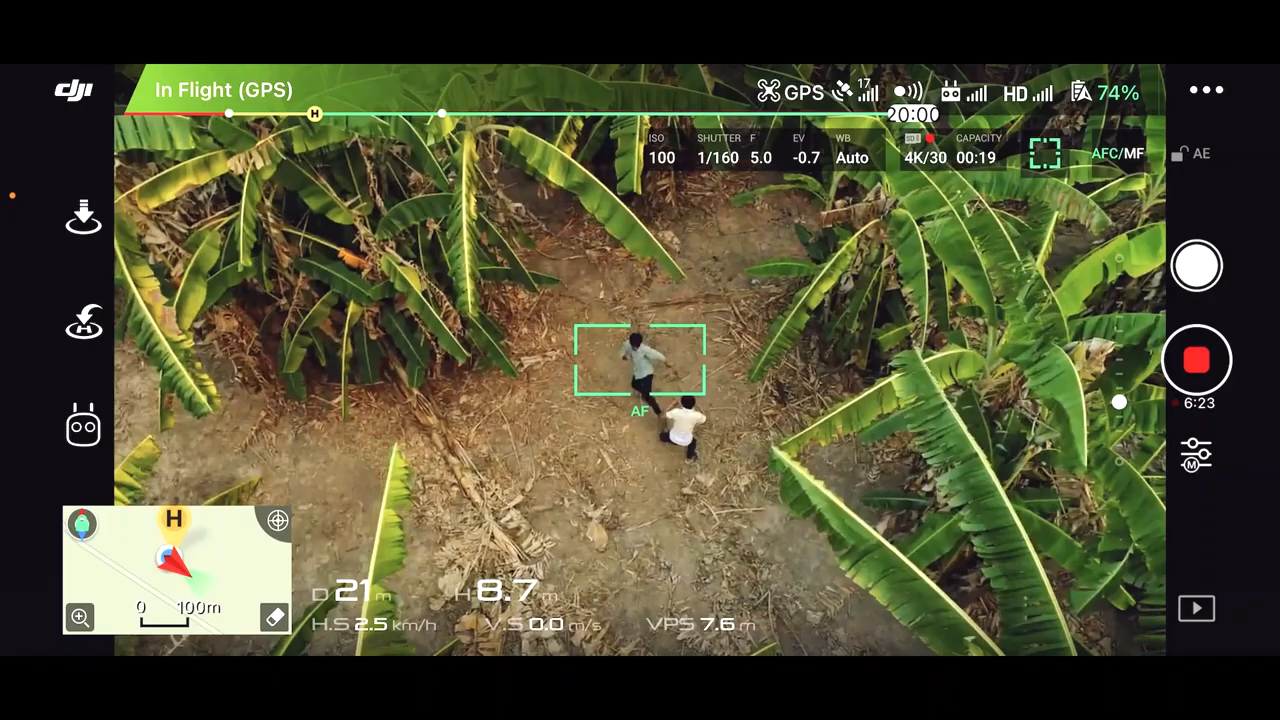 dji
In Flight (GPS)
GPS
17
HD
74%
H
20:00
ISO
100
SHUTTER
1/160
F
5.0
EV
-0.7
WB
Auto
SD
4K/30
CAPACITY
00:19
AFC/MF
AE
AF
6:23
M
H
0
100m
D 21 m
H 8.7 m
H.S 2.5 km/h
V.S 0.0 m/s
VPS 7.6 m